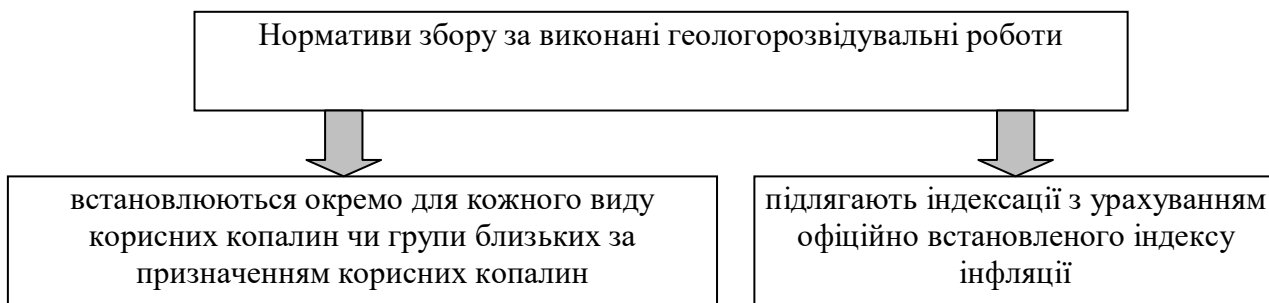 Нормативи збору за виконані геологорозвідувальні роботи
встановлюються окремо для кожного виду
корисних копалин чи групи близьких за
призначенням корисних копалин
підлягають індексації з урахуванням
офіційно встановленого індексу
інфляції